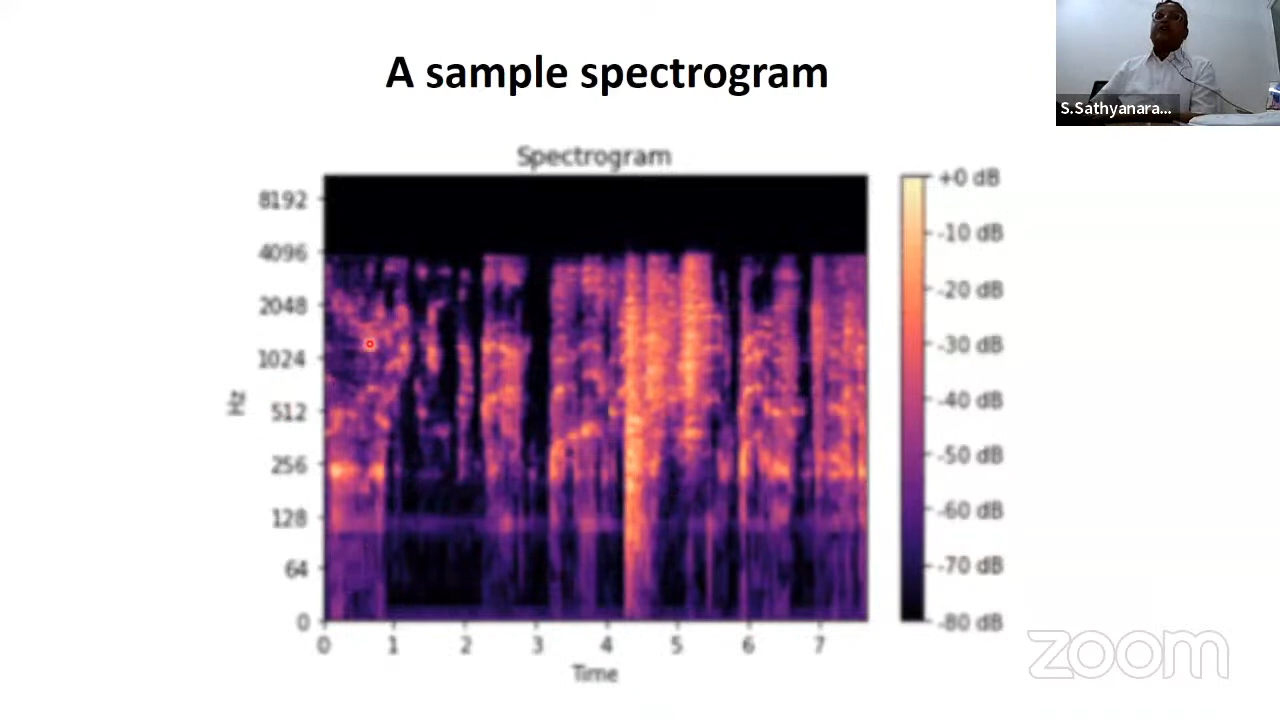 A sample spectrogram
S.Sathyanara...
Spectrogram
8192
4096
2048
1024
512
256
128
64
0
Hz
0 1 2 3 4 5 6 7
Time
+0 dB
-10 dB
-20 dB
-30 dB
-40 dB
-50 dB
-60 dB
-70 dB
-80 dB
zoom